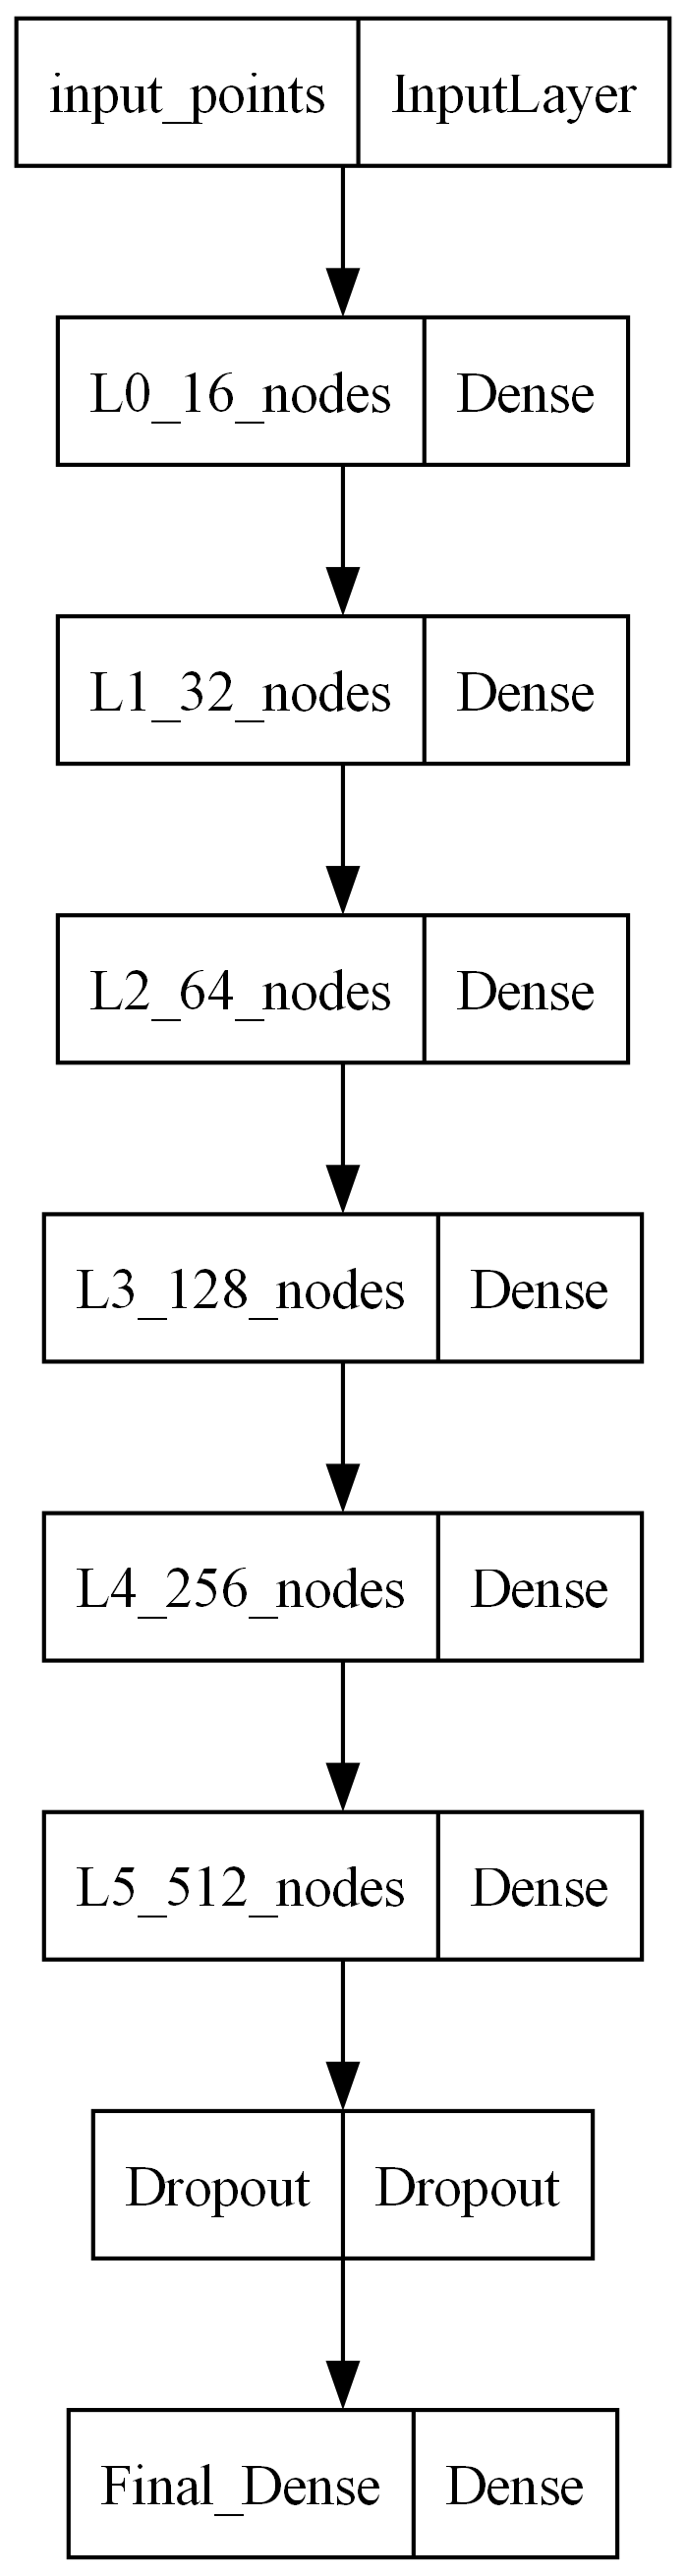 input_points InputLayer
L0_16_nodes Dense
L1_32_nodes Dense
L2_64_nodes Dense
L3_128_nodes Dense
L4_256_nodes Dense
L5_512_nodes Dense
Dropout Dropout
Final_Dense Dense